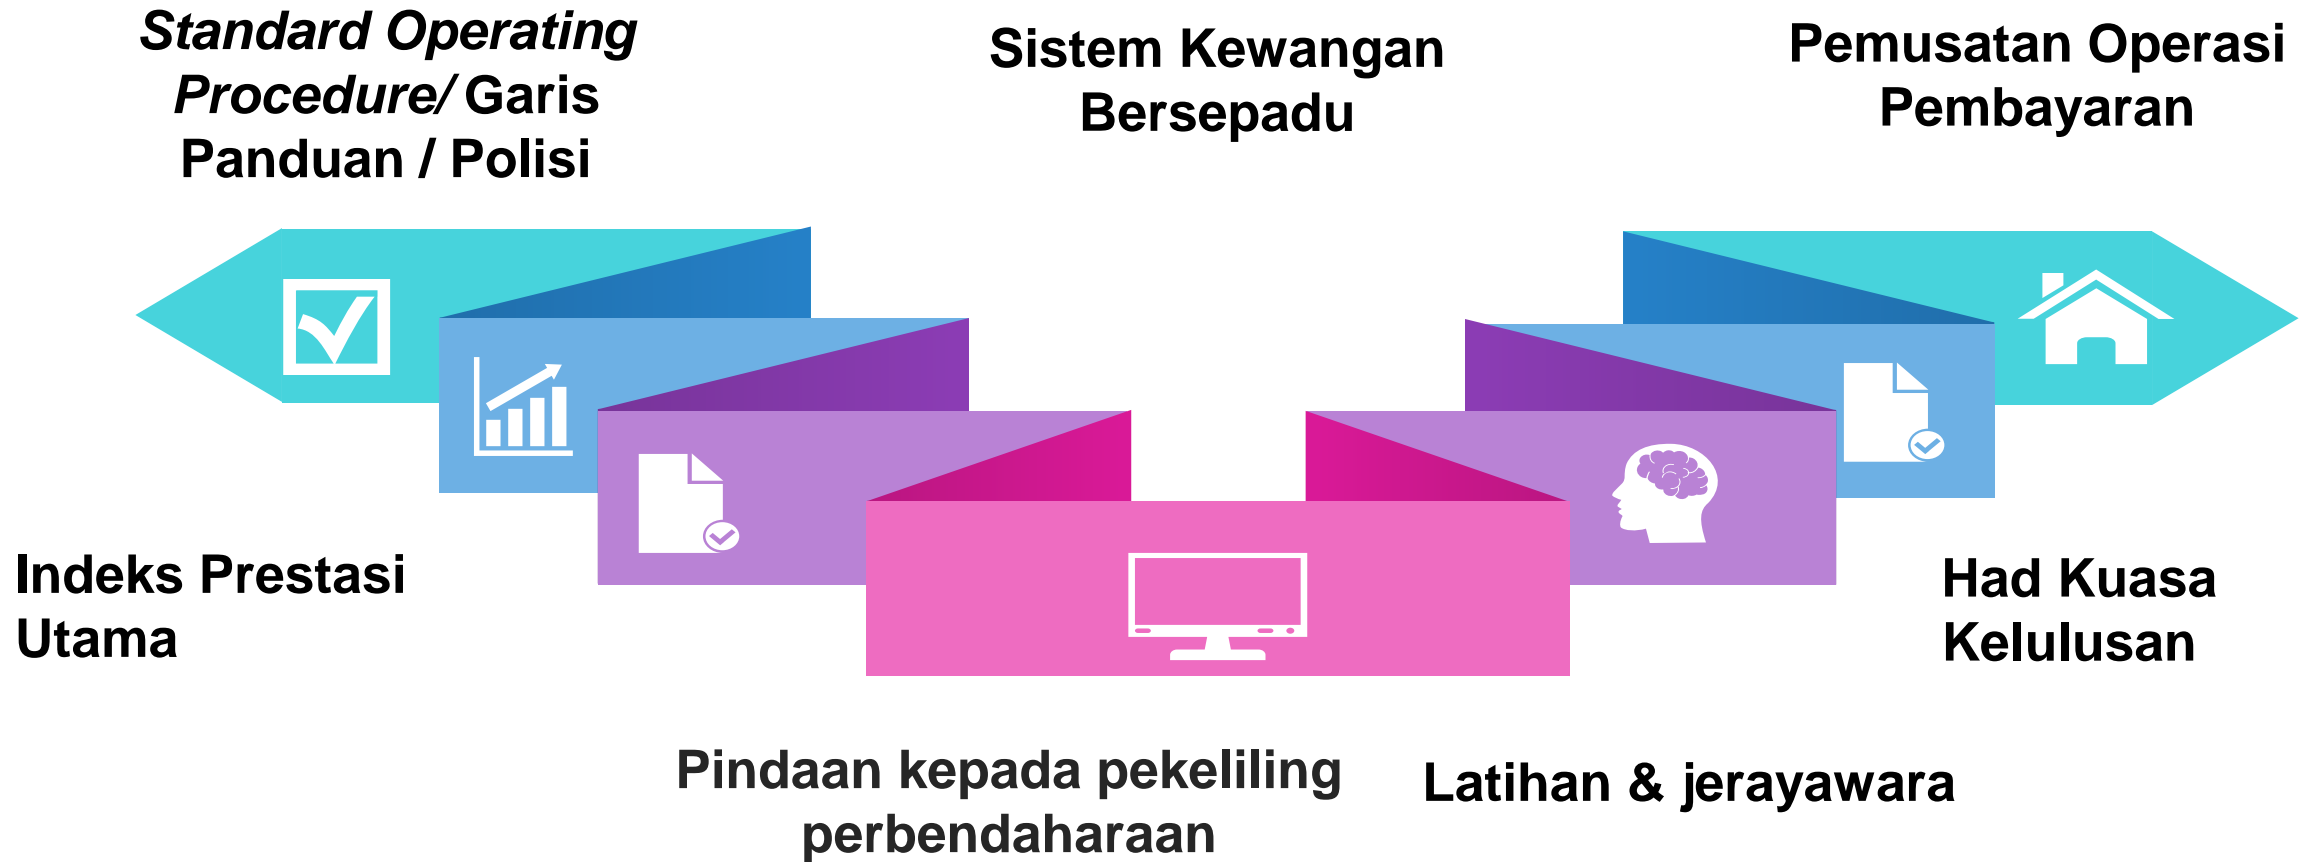 Standard Operating
Procedure/ Garis
Panduan / Polisi
Sistem Kewangan
Bersepadu
Pemusatan Operasi
Pembayaran
Indeks Prestasi
Utama
Had Kuasa
Kelulusan
Pindaan kepada pekeliling
perbendaharaan
Latihan & jerayawara